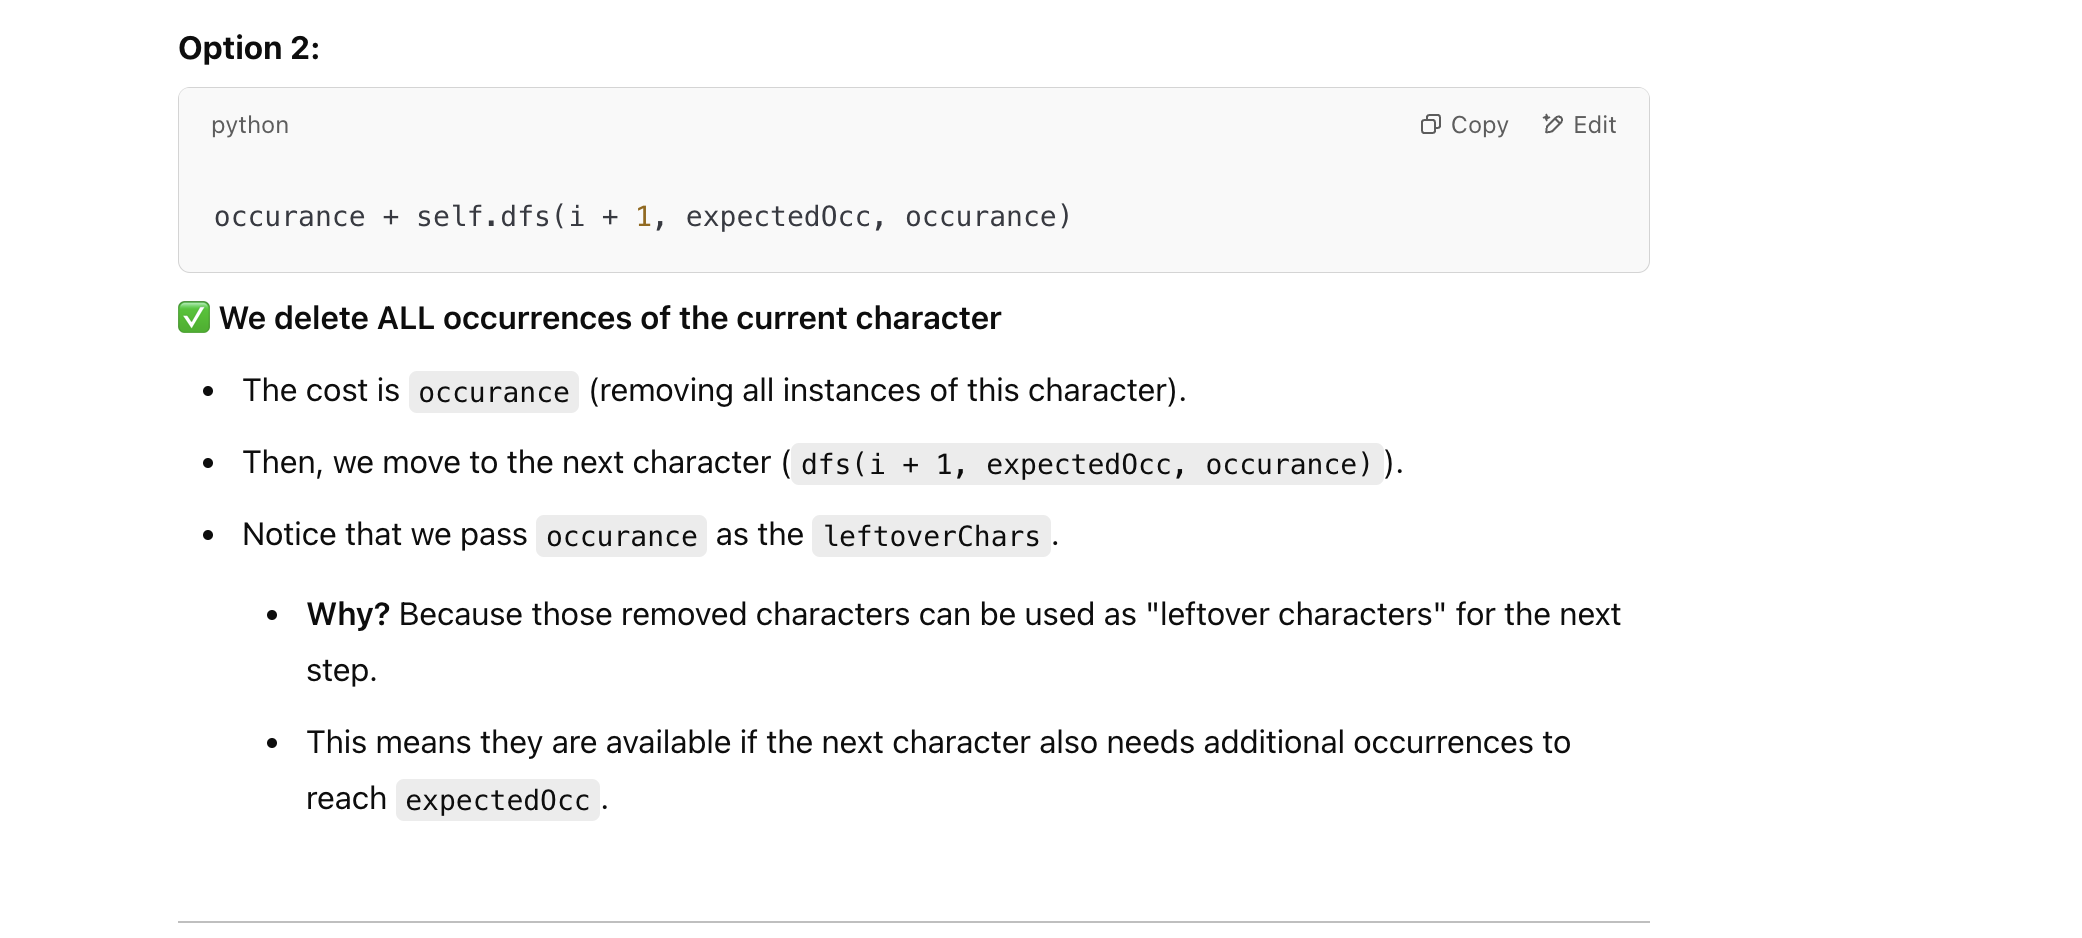 Option 2:
python
Copy
Edit
occurance + self.dfs(i + 1, expectedOcc, occurance)
✅ We delete ALL occurrences of the current character
• The cost is occurance (removing all instances of this character).
• Then, we move to the next character (dfs(i + 1, expectedOcc, occurance)).
• Notice that we pass occurance as the leftoverChars.
• Why? Because those removed characters can be used as "leftover characters" for the next
step.
• This means they are available if the next character also needs additional occurrences to
reach expectedOcc.